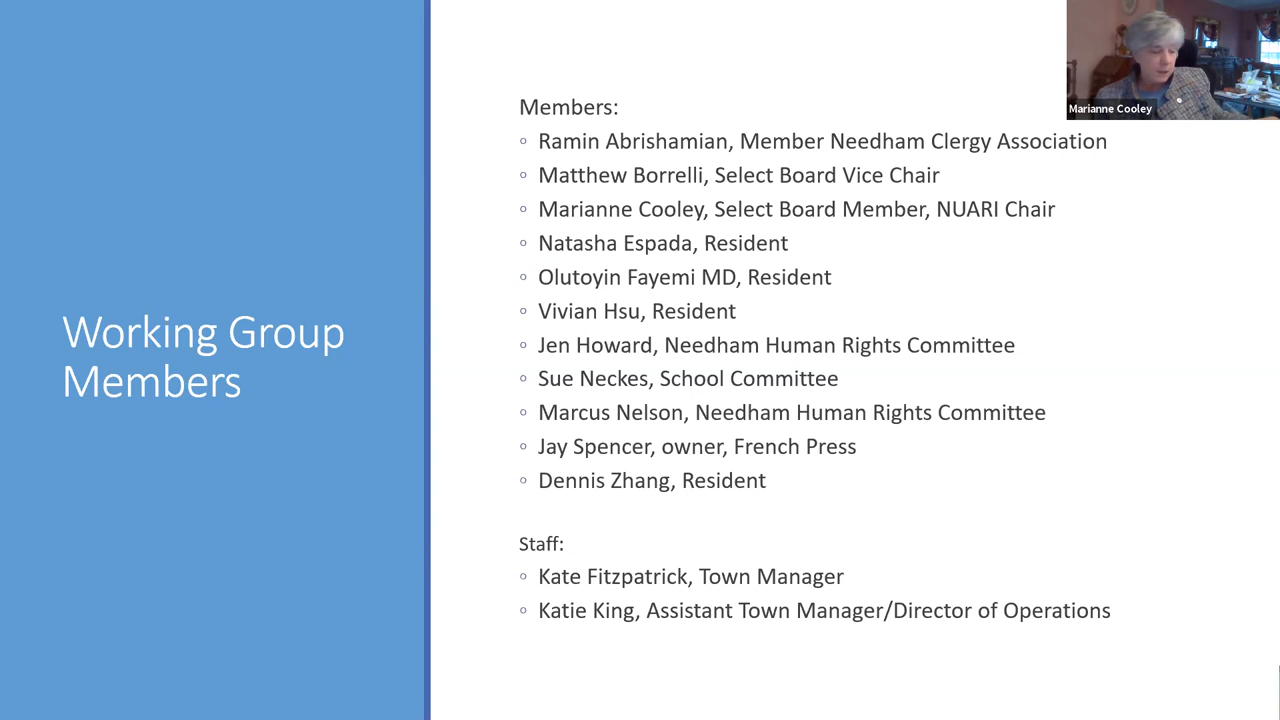 Working Group
Members
Members:
◦ Ramin Abrishamian, Member Needham Clergy Association
◦ Matthew Borrelli, Select Board Vice Chair
◦ Marianne Cooley, Select Board Member, NUARI Chair
◦ Natasha Espada, Resident
◦ Olutoyin Fayemi MD, Resident
◦ Vivian Hsu, Resident
◦ Jen Howard, Needham Human Rights Committee
◦ Sue Neckes, School Committee
◦ Marcus Nelson, Needham Human Rights Committee
◦ Jay Spencer, owner, French Press
◦ Dennis Zhang, Resident
Staff:
◦ Kate Fitzpatrick, Town Manager
◦ Katie King, Assistant Town Manager/Director of Operations
Marianne Cooley